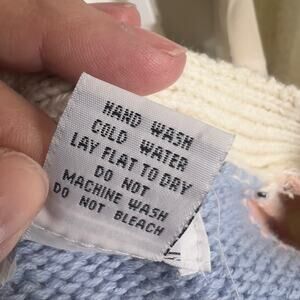 HAND WASH
COLD WATER
LAY FLAT TO DRY
DO NOT
MACHINE WASH
DO NOT BLEACH